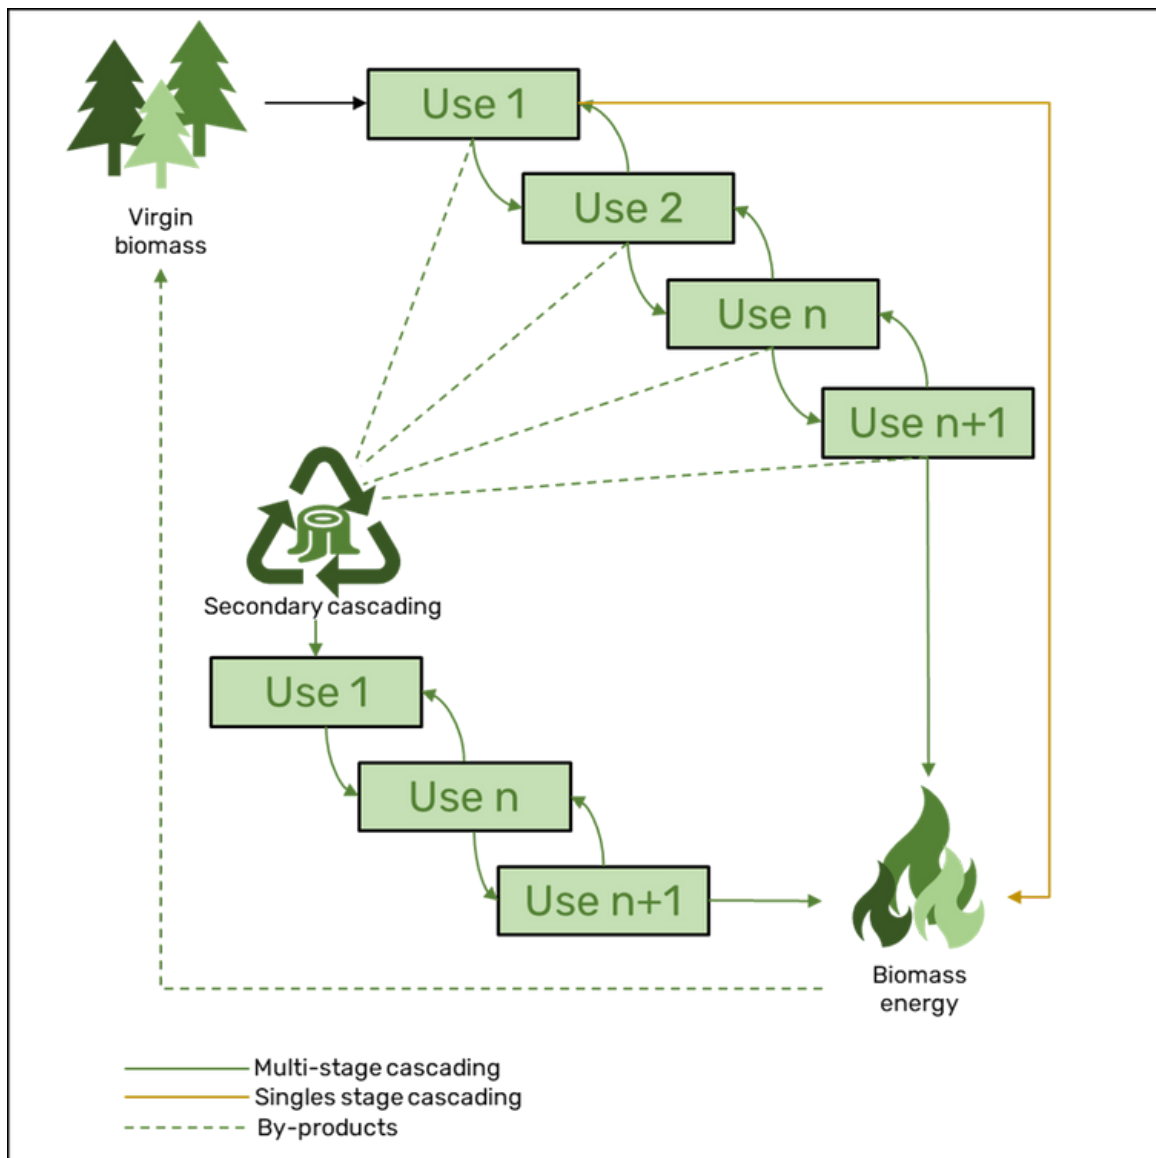 Use 1
Use 2
Virgin
biomass
Use n
Use n+1
Secondary cascading
Use 1
Use n
Use n+1
Biomass
energy
Multi-stage cascading
Singles stage cascading
By-products